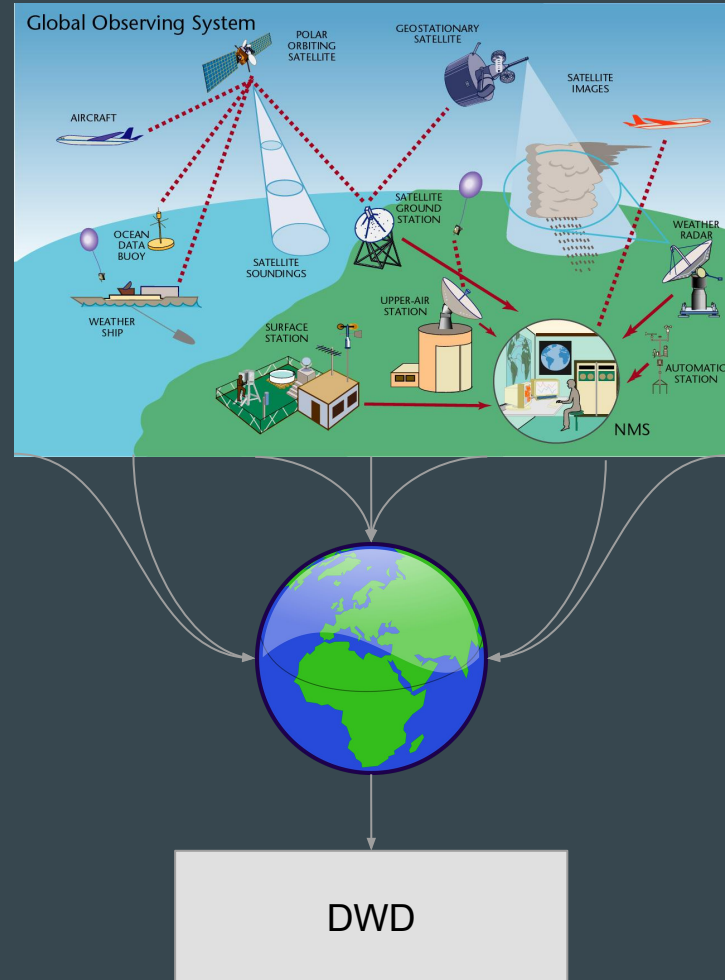 Global Observing System
POLAR
ORBITING
SATELLITE
GEOSTATIONARY
SATELLITE
SATELLITE
IMAGES
AIRCRAFT
OCEAN
DATA
BUOY
SATELLITE
SOUNDINGS
SATELLITE
GROUND
STATION
WEATHER
RADAR
WEATHER
SHIP
UPPER-AIR
STATION
SURFACE
STATION
AUTOMATIC
STATION
NMS
DWD